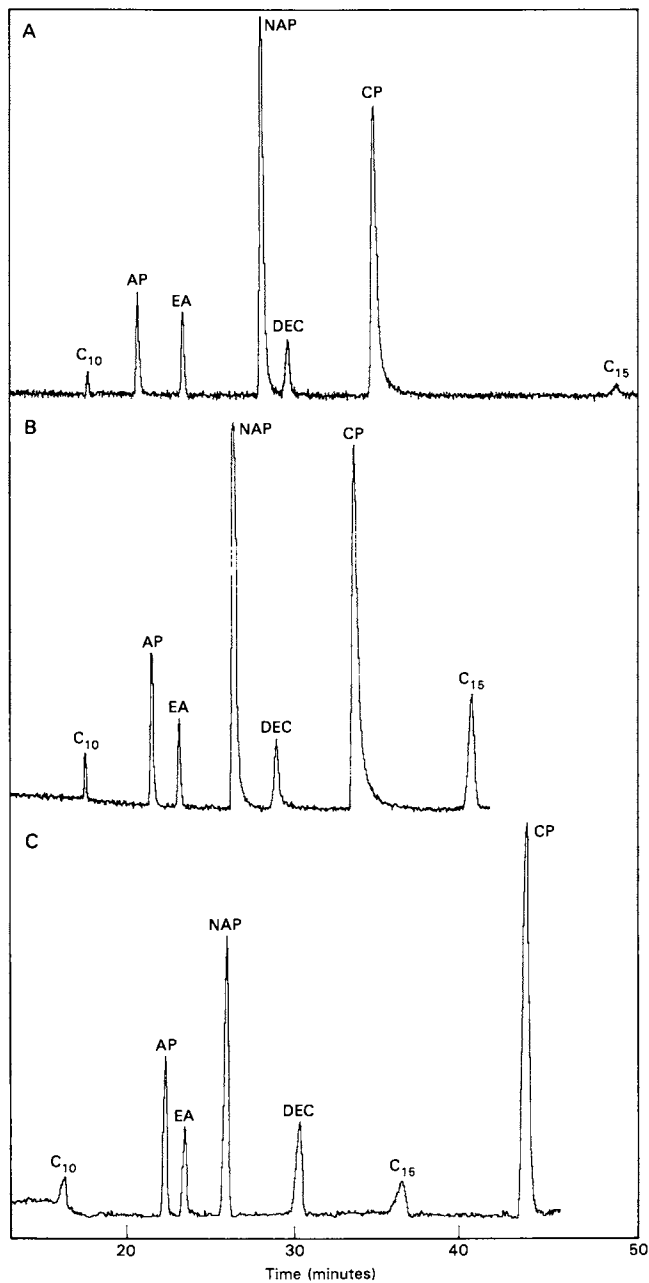 A
NAP
CP
AP
EA
DEC
C₁₀
C₁₅
B
NAP
CP
AP
C₁₅
EA
DEC
C₁₀
C
CP
NAP
AP
EA
DEC
C₁₀
C₁₅
20 30 40 50
Time (minutes)